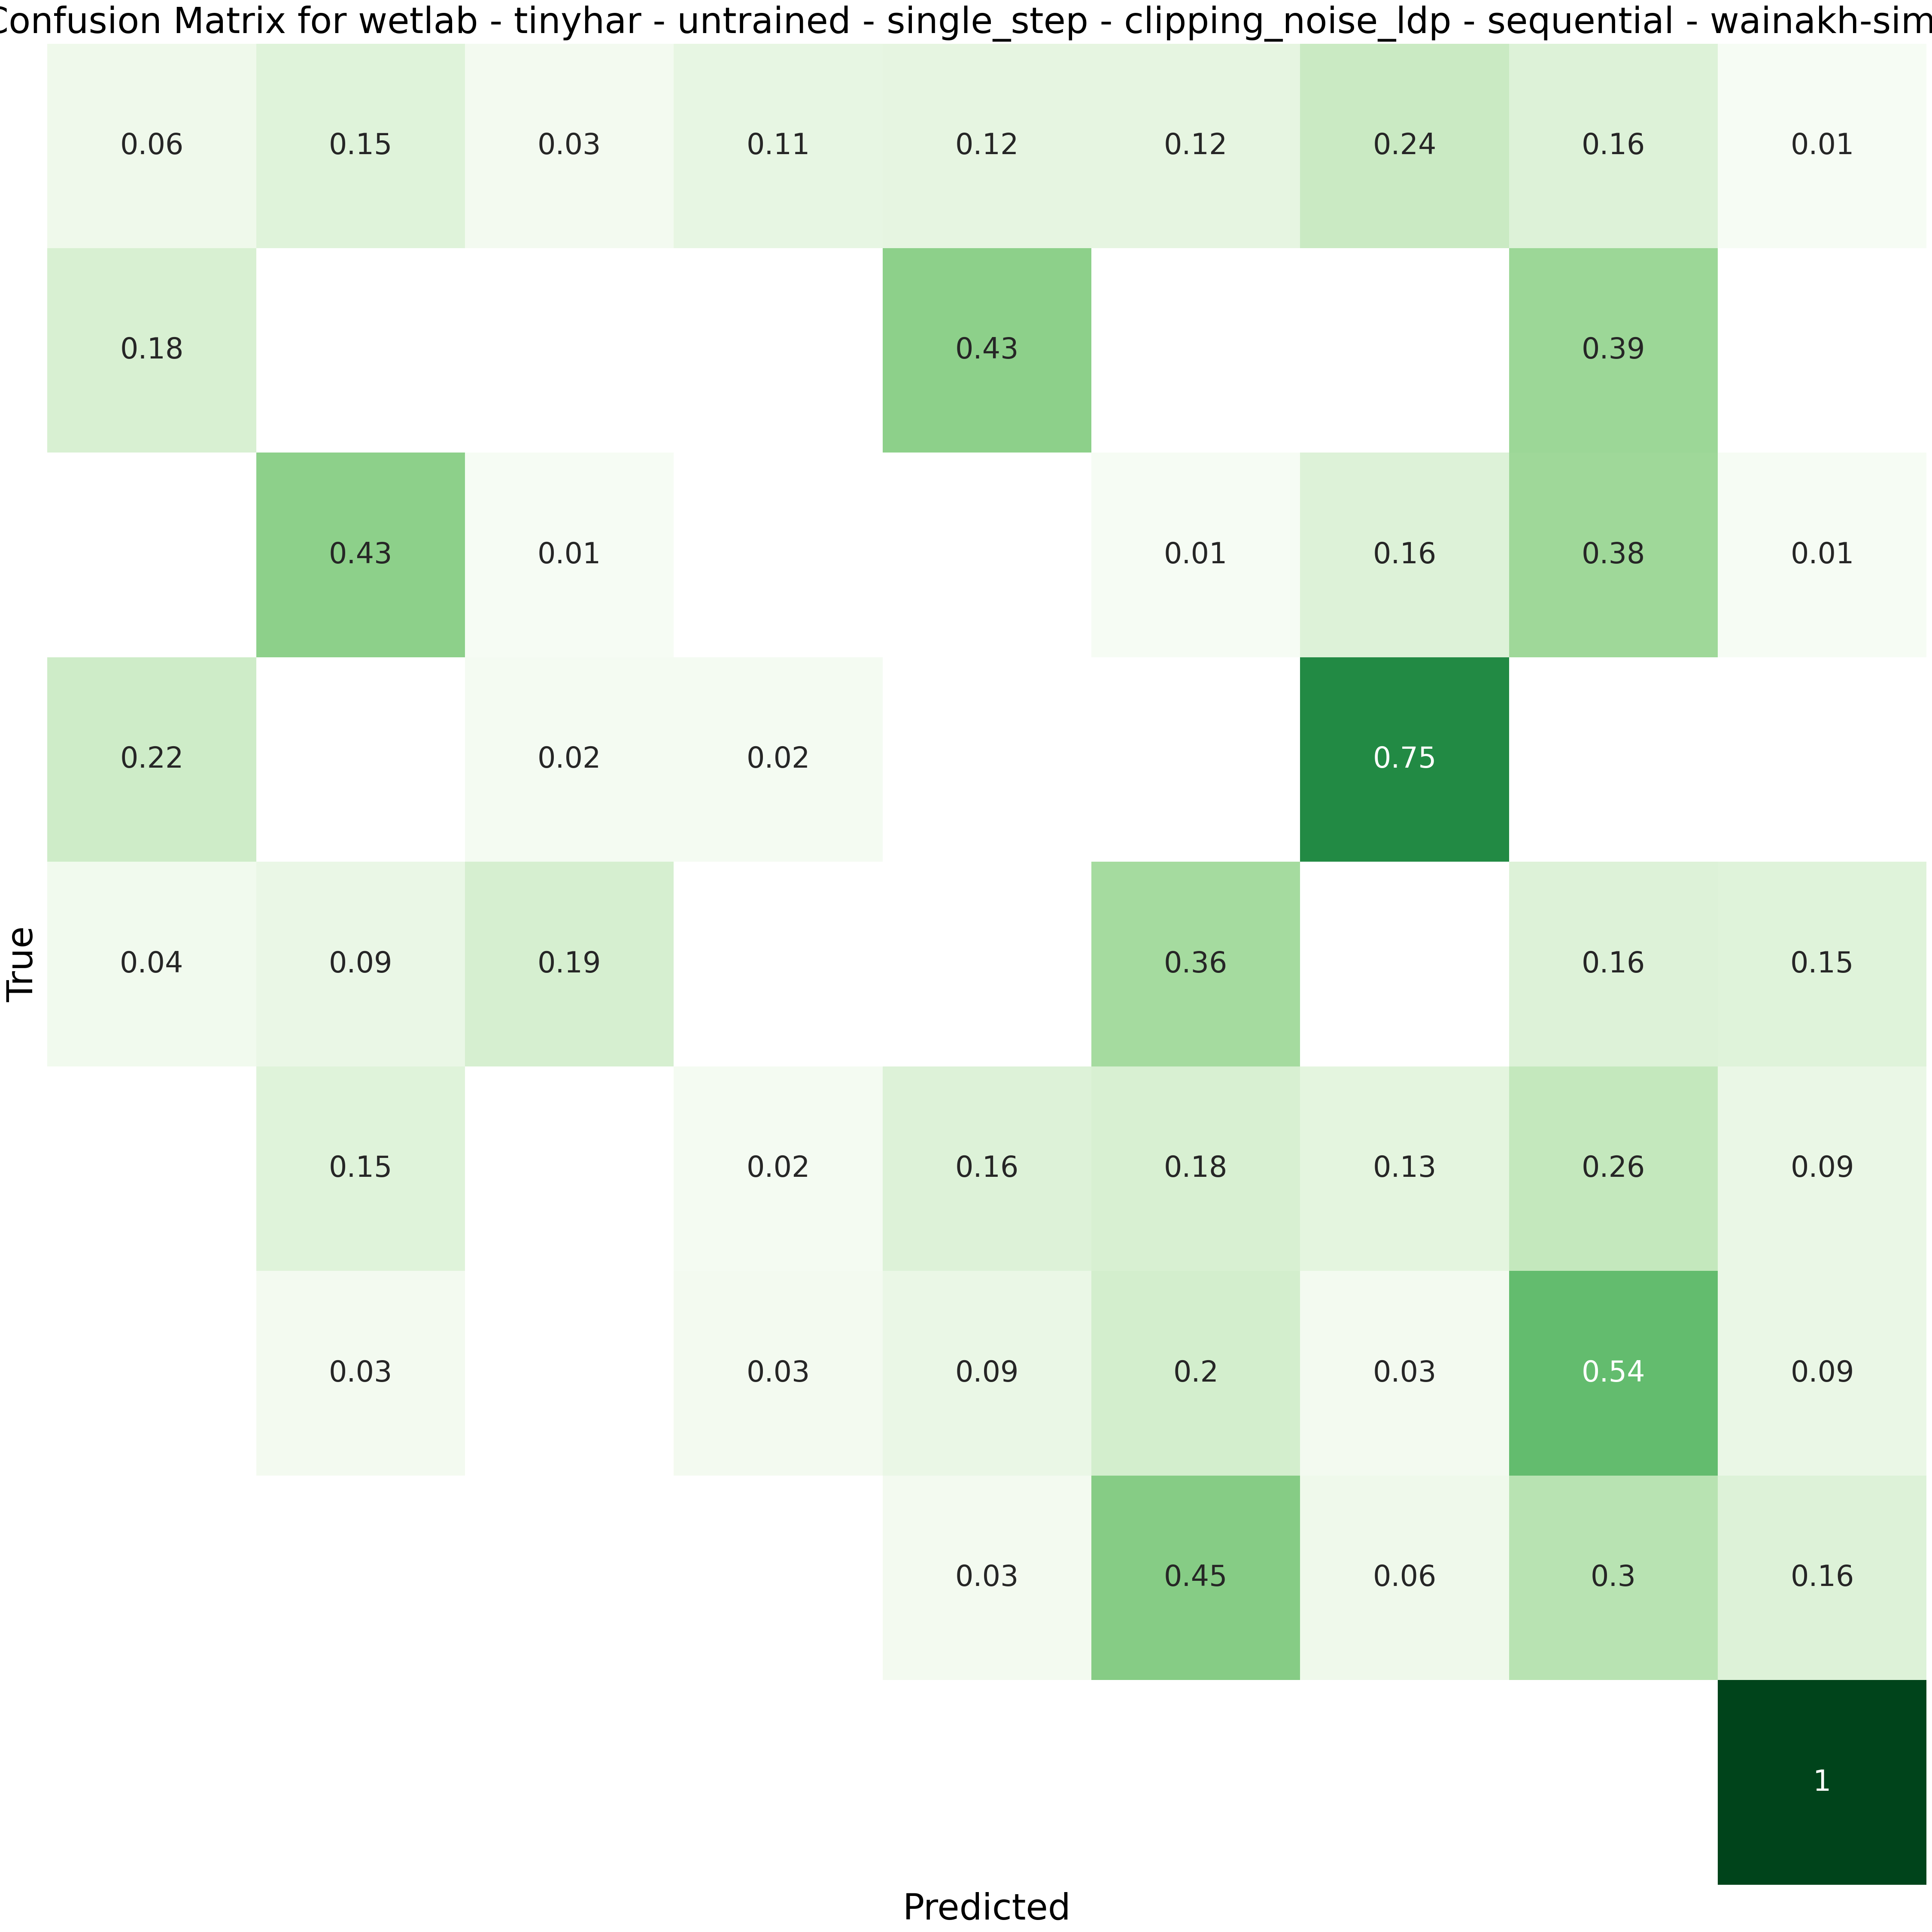 Confusion Matrix for wetlab - tinyhar - untrained - single_step - clipping_noise_ldp - sequential - wainakh-sim
0.06 0.15 0.03 0.11 0.12 0.12 0.24 0.16 0.01
0.18 0.43 0.39
0.43 0.01 0.01 0.16 0.38 0.01
0.22 0.02 0.02 0.75
True
0.04 0.09 0.19 0.36 0.16 0.15
0.15 0.02 0.16 0.18 0.13 0.26 0.09
0.03 0.03 0.09 0.2 0.03 0.54 0.09
0.03 0.45 0.06 0.3 0.16
1
Predicted